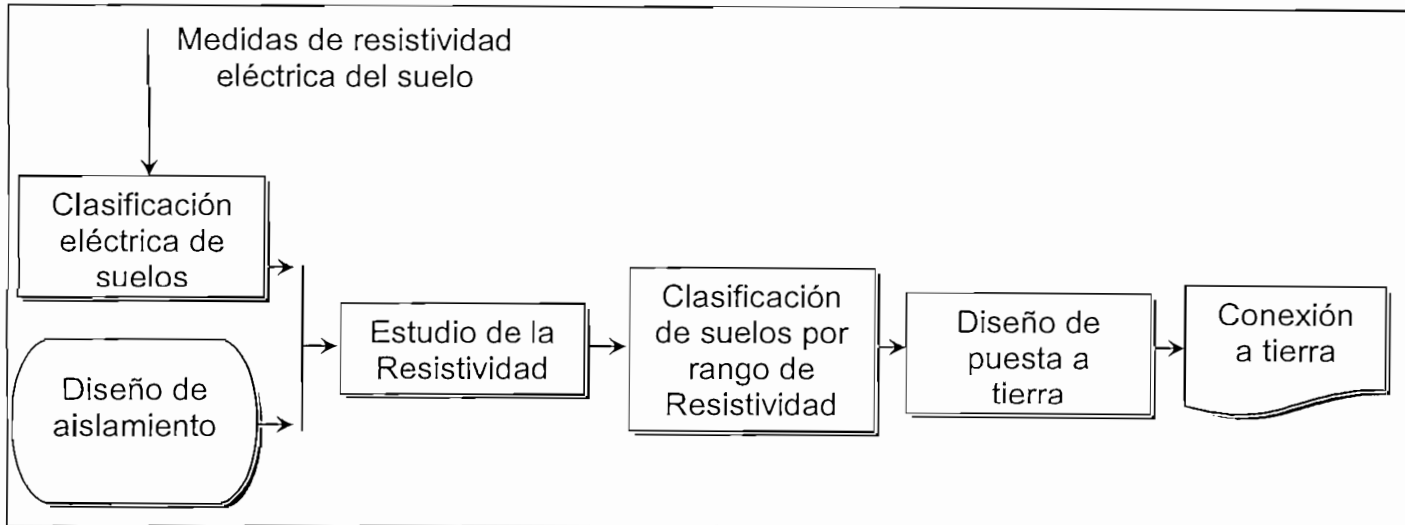 Medidas de resistividad
eléctrica del suelo
Clasificación
eléctrica de
suelos
Diseño de
aislamiento
Estudio de la
Resistividad
Clasificación
de suelos por
rango de
Resistividad
Diseño de
puesta a
tierra
Conexión
a tierra